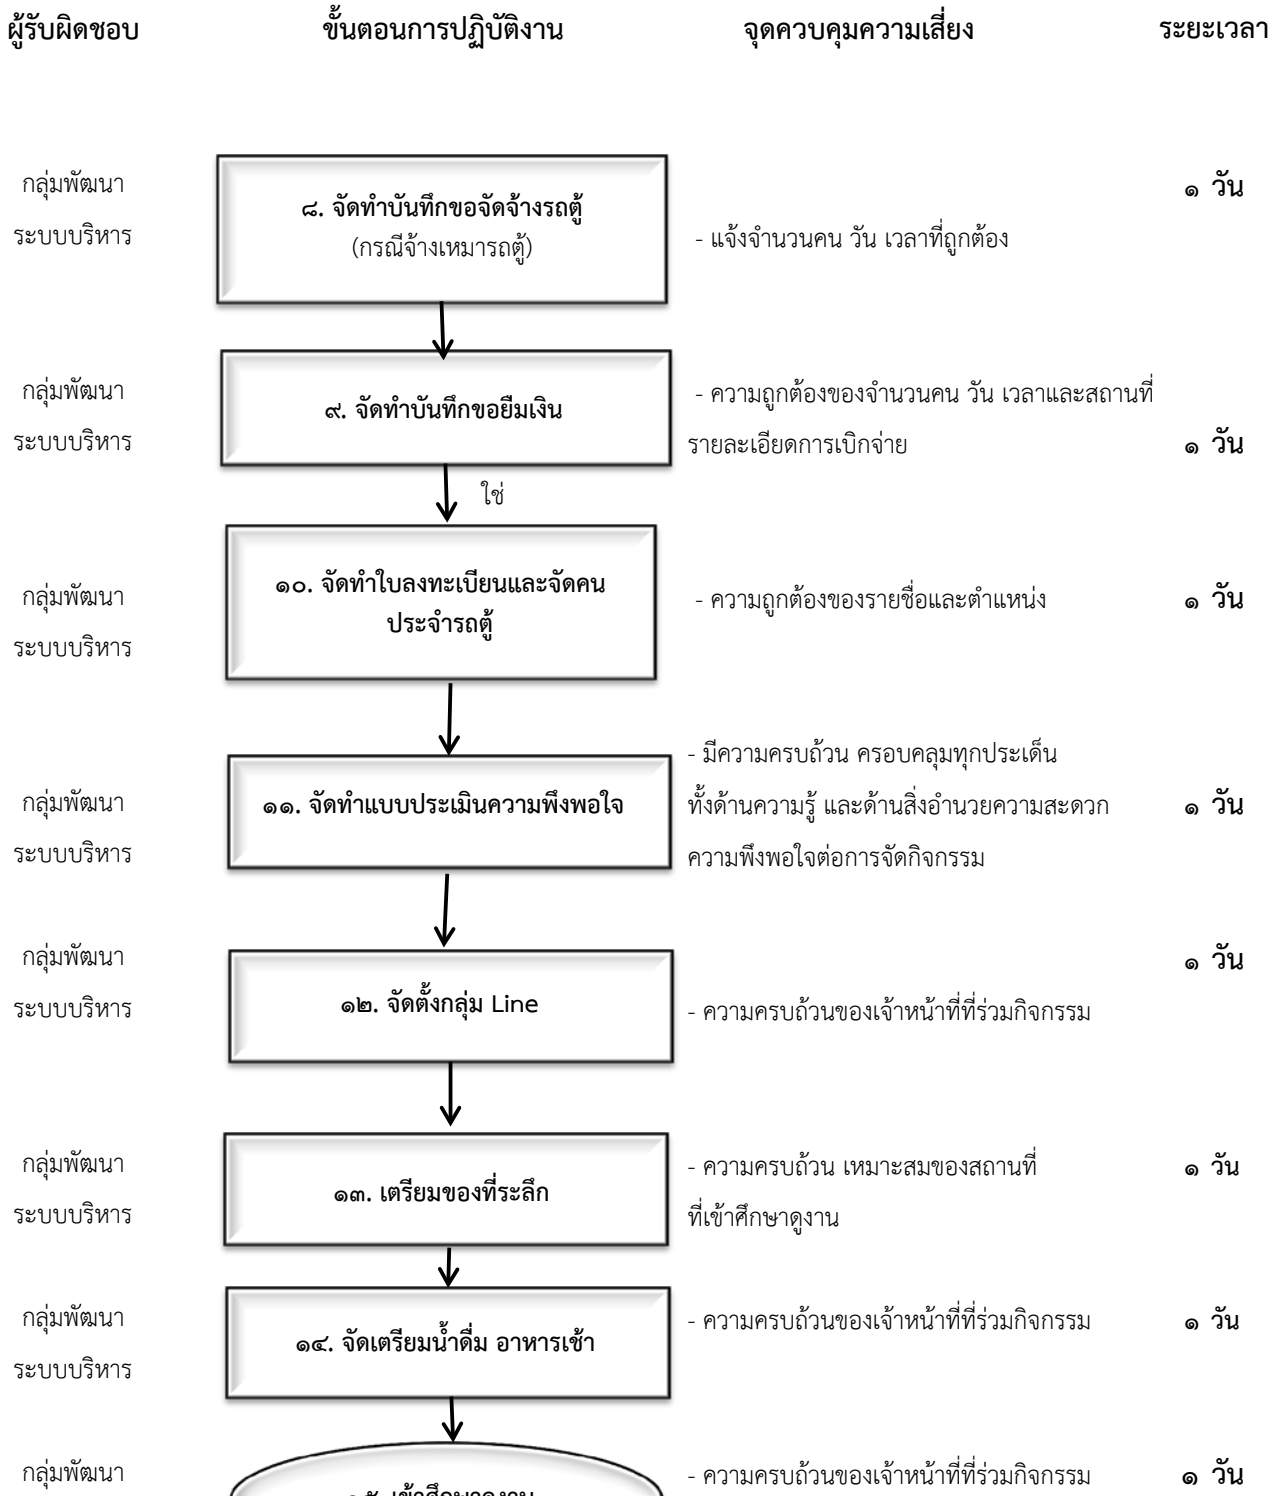 ผู้รับผิดชอบ ขั้นตอนการปฏิบัติงาน จุดควบคุมความเสี่ยง ระยะเวลา
กลุ่มพัฒนา
ระบบบริหาร
๘. จัดทำบันทึกขอจัดจ้างรถตู้
(กรณีจ้างเหมารถตู้)
- แจ้งจำนวนคน วัน เวลาที่ถูกต้อง
๑ วัน
กลุ่มพัฒนา
ระบบบริหาร
๙. จัดทำบันทึกขอยืมเงิน
- ความถูกต้องของจำนวนคน วัน เวลาและสถานที่
รายละเอียดการเบิกจ่าย
๑ วัน
ใช่
กลุ่มพัฒนา
ระบบบริหาร
๑๐. จัดทำใบลงทะเบียนและจัดคน
ประจำรถตู้
- ความถูกต้องของรายชื่อและตำแหน่ง
๑ วัน
กลุ่มพัฒนา
ระบบบริหาร
๑๑. จัดทำแบบประเมินความพึงพอใจ
- มีความครบถ้วน ครอบคลุมทุกประเด็น
ทั้งด้านความรู้ และด้านสิ่งอำนวยความสะดวก
ความพึงพอใจต่อการจัดกิจกรรม
๑ วัน
กลุ่มพัฒนา
ระบบบริหาร
๑๒. จัดตั้งกลุ่ม Line
- ความครบถ้วนของเจ้าหน้าที่ที่ร่วมกิจกรรม
๑ วัน
กลุ่มพัฒนา
ระบบบริหาร
๑๓. เตรียมของที่ระลึก
- ความครบถ้วน เหมาะสมของสถานที่
ที่เข้าศึกษาดูงาน
๑ วัน
กลุ่มพัฒนา
ระบบบริหาร
๑๔. จัดเตรียมน้ำดื่ม อาหารเช้า
- ความครบถ้วนของเจ้าหน้าที่ที่ร่วมกิจกรรม
๑ วัน
กลุ่มพัฒนา
๑๕. เข้าศึกษาดูงาน
- ความครบถ้วนของเจ้าหน้าที่ที่ร่วมกิจกรรม
๑ วัน